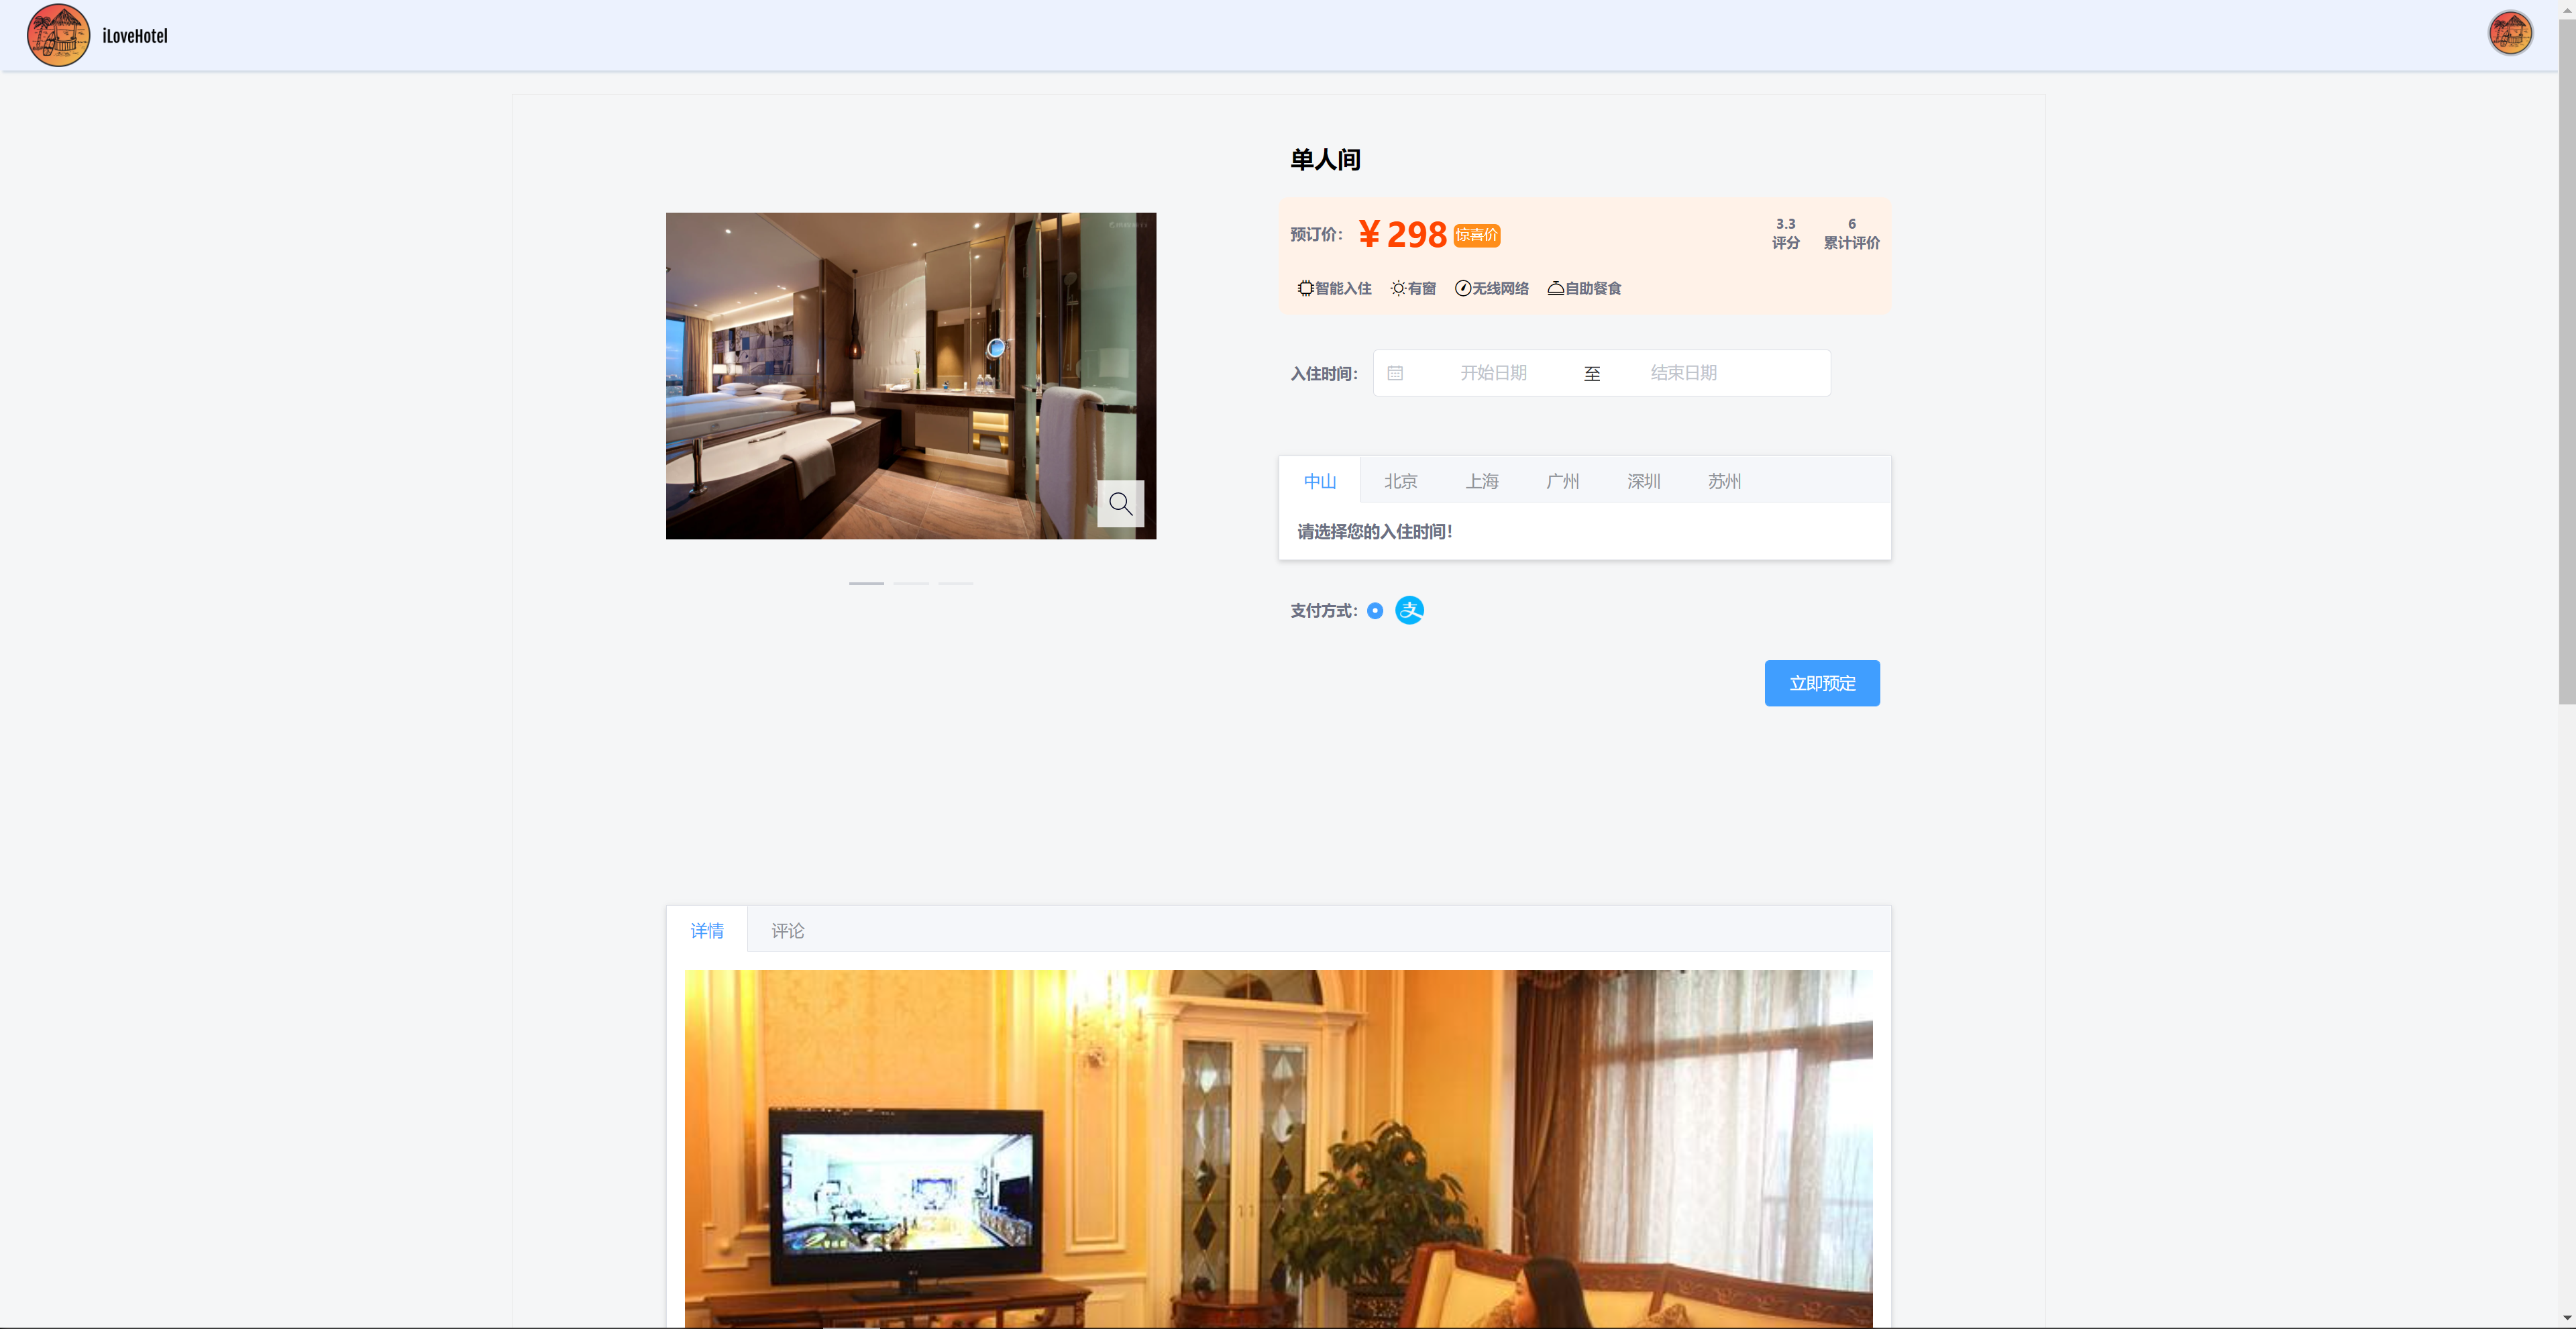 iLoveHotel
单人间
预订价： ￥298 惊喜价
3.3 6
评分 累计评价
智能入住 有窗 无线网络 自助餐食
入住时间： 开始日期 至 结束日期
中山 北京 上海 广州 深圳 苏州
请选择您的入住时间！
支付方式： 支
立即预定
详情 评论